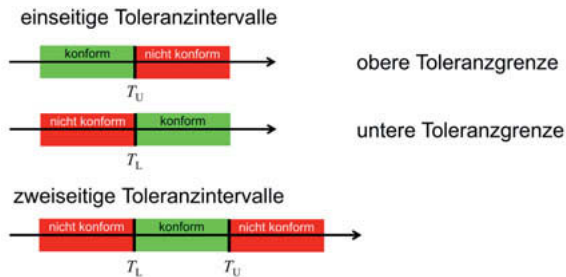 einseitige Toleranzintervalle
konform nicht konform
obere Toleranzgrenze
T_U
nicht konform konform
untere Toleranzgrenze
T_L
zweiseitige Toleranzintervalle
nicht konform konform nicht konform
T_L T_U